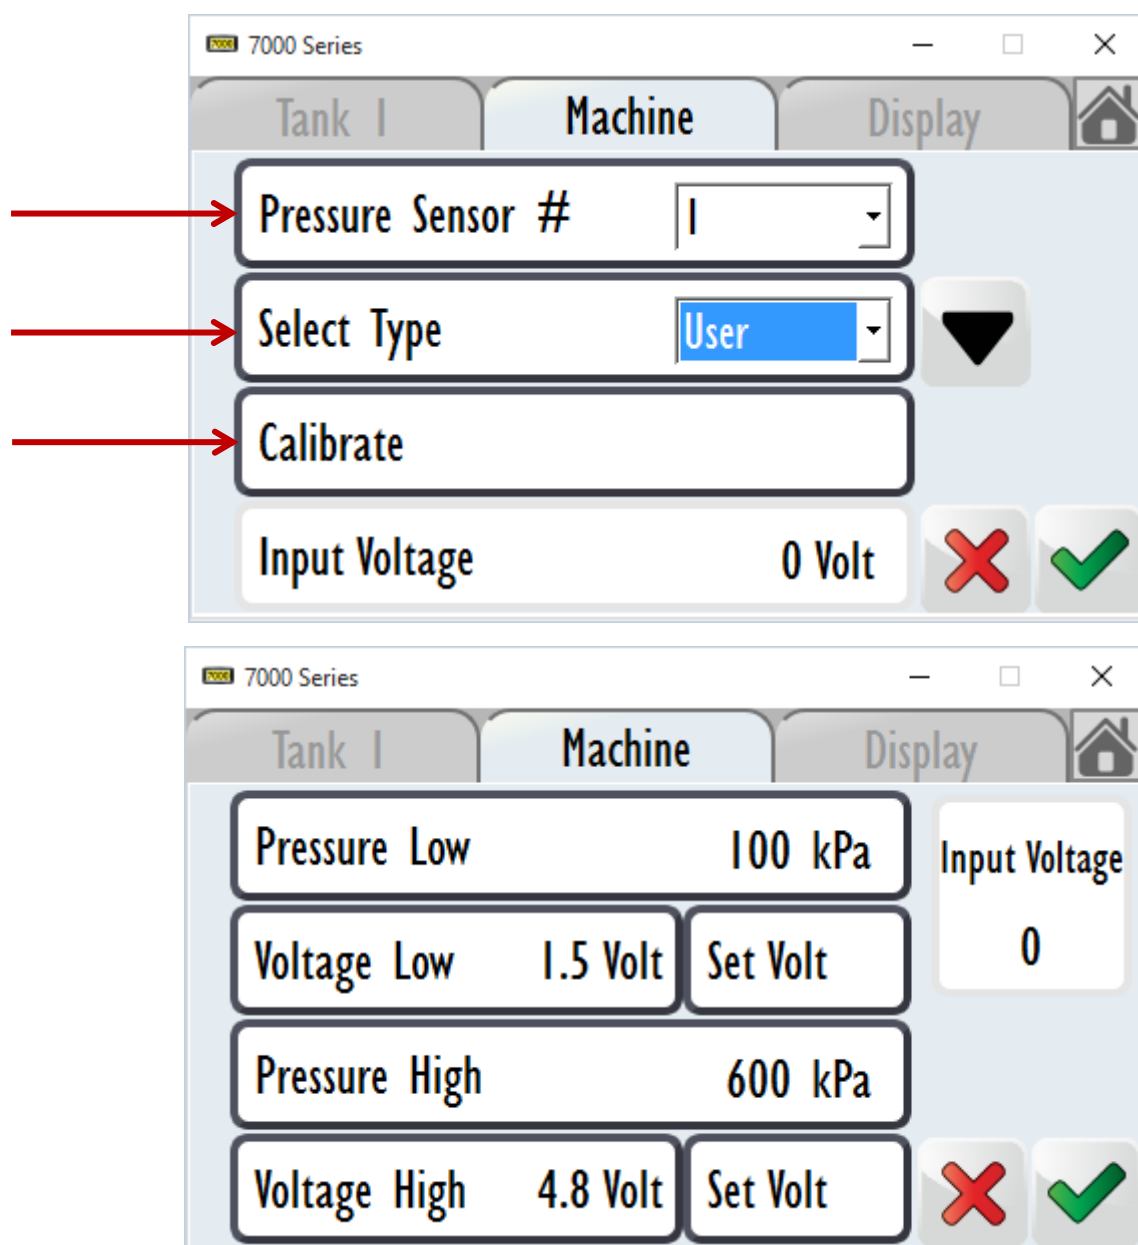 7000 7000 Series
Tank 1 Machine Display
Pressure Sensor # 1
Select Type User
Calibrate
Input Voltage 0 Volt
7000 7000 Series
Tank 1 Machine Display
Pressure Low 100 kPa
Input Voltage
0
Voltage Low 1.5 Volt Set Volt
Pressure High 600 kPa
Voltage High 4.8 Volt Set Volt